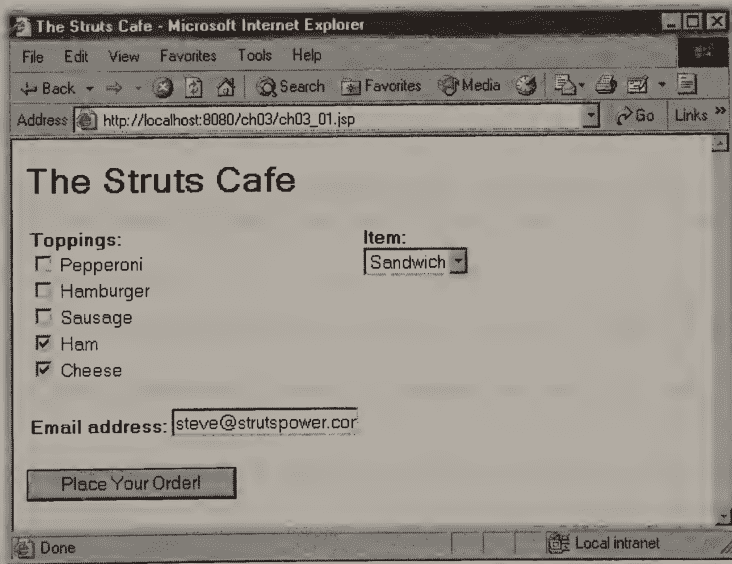 The Struts Cafe - Microsoft Internet Explorer
File Edit View Favorites Tools Help
Back Search Favorites Media
Address http://localhost:8080/ch03/ch03_01.jsp Go Links »
The Struts Cafe
Toppings:
Pepperoni
Hamburger
Sausage
Ham
Cheese
Item:
Sandwich
Email address: steve@strutspower.cor
Place Your Order!
Done Local intranet